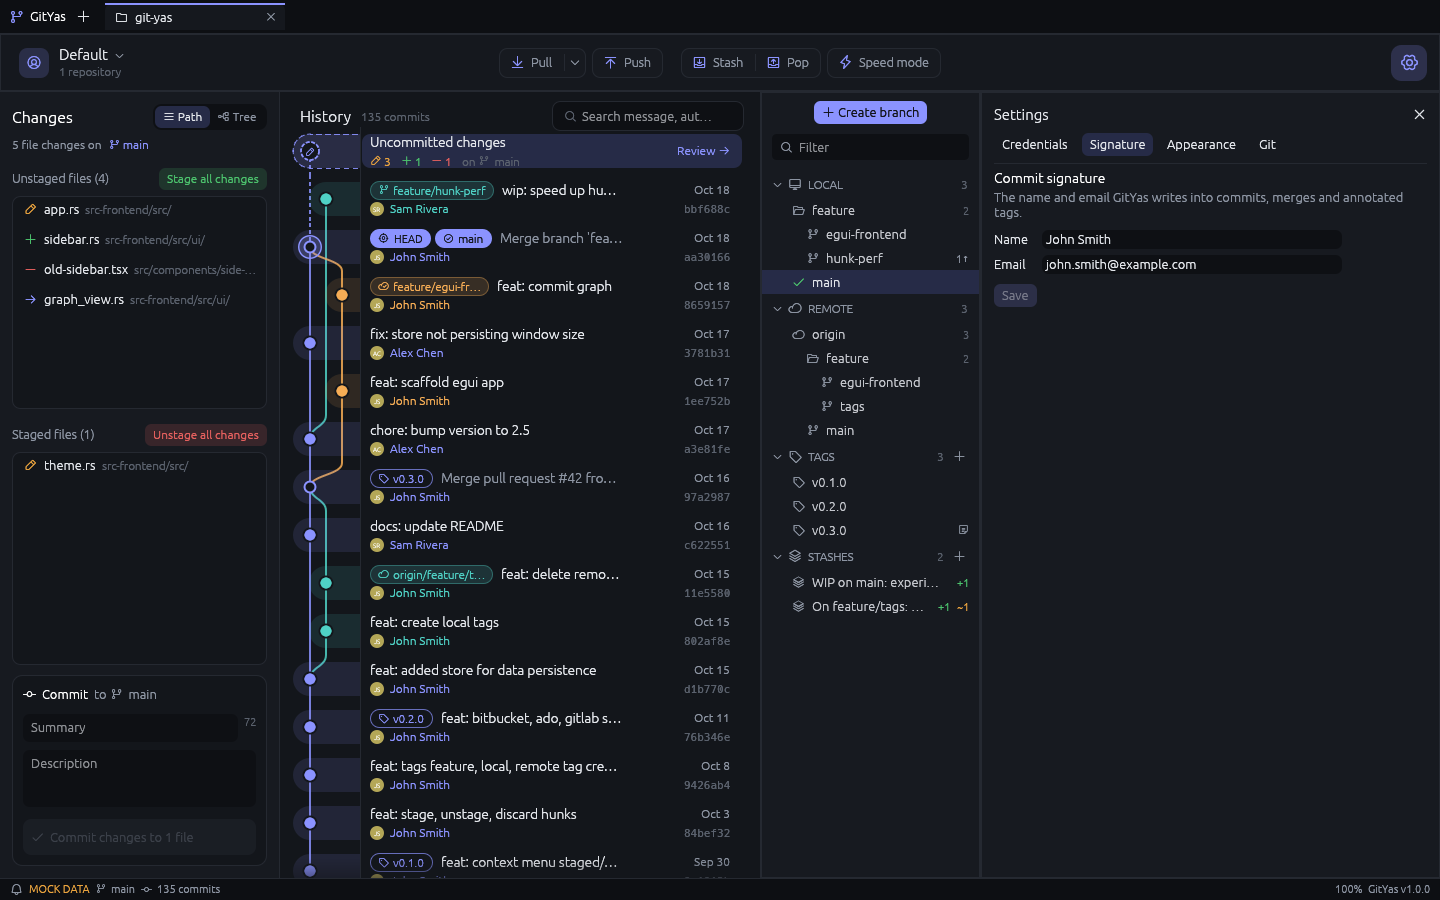 GitYas
git-yas
Default
1 repository
Pull
Push
Stash
Pop
Speed mode
Changes
Path
Tree
5 file changes on main
Unstaged files (4)
Stage all changes
app.rs src-frontend/src/
sidebar.rs src-frontend/src/ui/
old-sidebar.tsx src/components/side-...
graph_view.rs src-frontend/src/ui/
Staged files (1)
Unstage all changes
theme.rs src-frontend/src/
Commit to main
Summary
72
Description
Commit changes to 1 file
History 135 commits
Search message, aut...
Uncommitted changes
3 +1 −1 on main
Review →
feature/hunk-perf wip: speed up hu... Oct 18
SR Sam Rivera bbf688c
HEAD main Merge branch 'fea... Oct 18
JS John Smith aa30166
feature/egui-fr... feat: commit graph Oct 18
JS John Smith 8659157
fix: store not persisting window size Oct 17
AC Alex Chen 3781b31
feat: scaffold egui app Oct 17
JS John Smith 1ee752b
chore: bump version to 2.5 Oct 17
AC Alex Chen a3e81fe
v0.3.0 Merge pull request #42 fro... Oct 16
JS John Smith 97a2987
docs: update README Oct 16
SR Sam Rivera c622551
origin/feature/t... feat: delete remo... Oct 15
JS John Smith 11e5580
feat: create local tags Oct 15
JS John Smith 802af8e
feat: added store for data persistence Oct 15
JS John Smith d1b770c
v0.2.0 feat: bitbucket, ado, gitlab s... Oct 11
JS John Smith 76b346e
feat: tags feature, local, remote tag cre... Oct 8
JS John Smith 9426ab4
feat: stage, unstage, discard hunks Oct 3
JS John Smith 84bef32
v0.1.0 feat: context menu staged/... Sep 30
Create branch
Filter
LOCAL 3
feature 2
egui-frontend
hunk-perf 1↑
main
REMOTE 3
origin 3
feature 2
egui-frontend
tags
main
TAGS 3
v0.1.0
v0.2.0
v0.3.0
STASHES 2
WIP on main: experi... +1
On feature/tags: ... +1 ~1
Settings
Credentials
Signature
Appearance
Git
Commit signature
The name and email GitYas writes into commits, merges and annotated
tags.
Name John Smith
Email john.smith@example.com
Save
MOCK DATA main 135 commits
100% GitYas v1.0.0